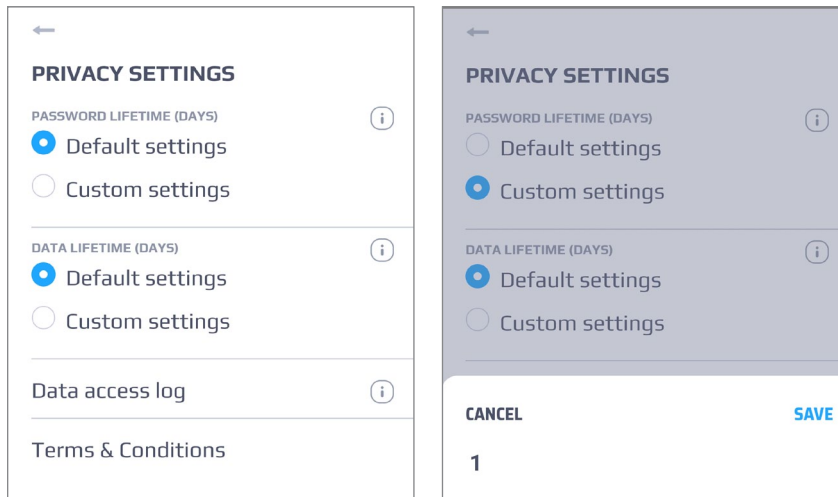 PRIVACY SETTINGS
PASSWORD LIFETIME (DAYS)
Default settings
Custom settings
DATA LIFETIME (DAYS)
Default settings
Custom settings
Data access log
Terms & Conditions
PRIVACY SETTINGS
PASSWORD LIFETIME (DAYS)
Default settings
Custom settings
DATA LIFETIME (DAYS)
Default settings
Custom settings
CANCEL SAVE
1